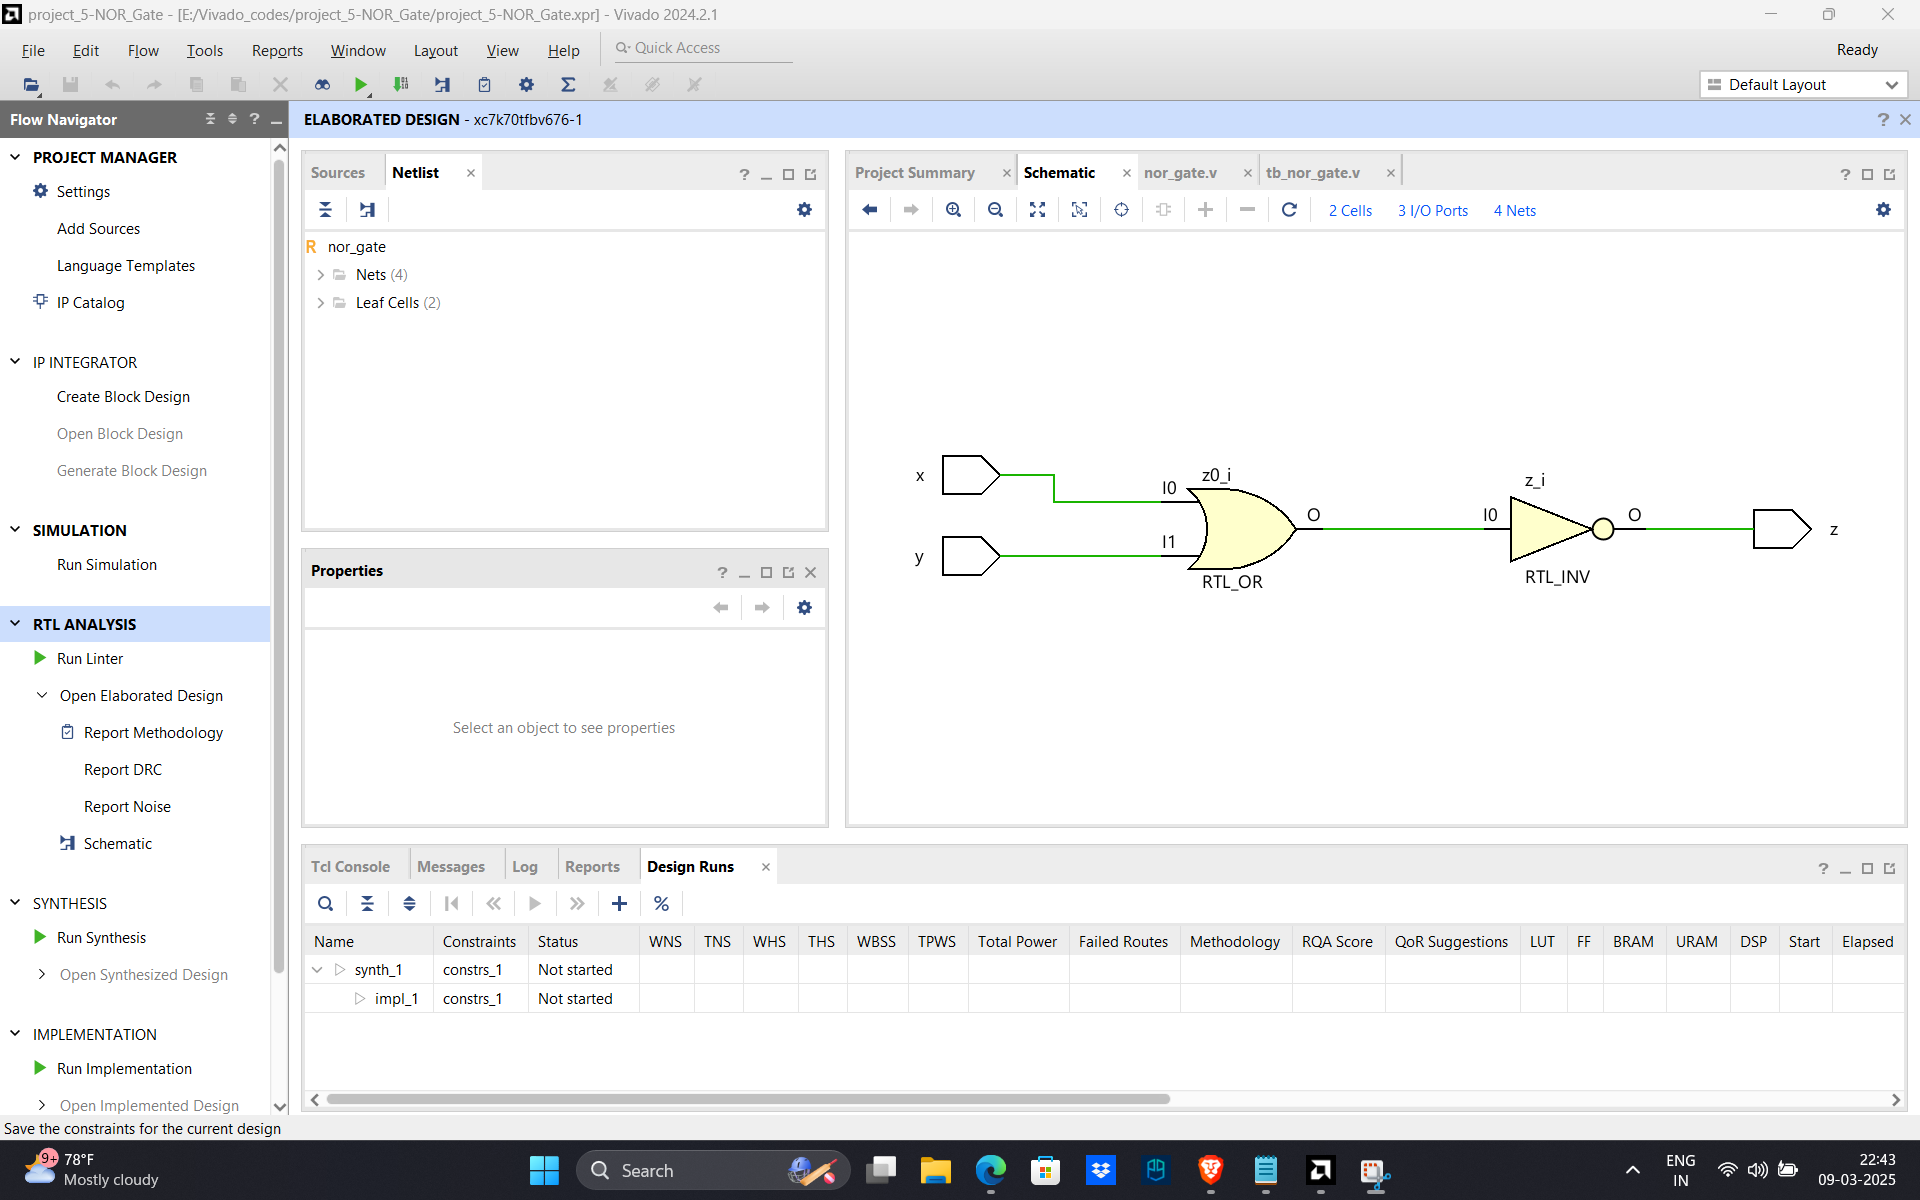 project_5-NOR_Gate - [E:/Vivado_codes/project_5-NOR_Gate/project_5-NOR_Gate.xpr] - Vivado 2024.2.1
File Edit Flow Tools Reports Window Layout View Help Quick Access Ready
Default Layout
Flow Navigator
ELABORATED DESIGN - xc7k70tfbv676-1
PROJECT MANAGER
Settings
Add Sources
Language Templates
IP Catalog
IP INTEGRATOR
Create Block Design
Open Block Design
Generate Block Design
SIMULATION
Run Simulation
RTL ANALYSIS
Run Linter
Open Elaborated Design
Report Methodology
Report DRC
Report Noise
Schematic
SYNTHESIS
Run Synthesis
Open Synthesized Design
IMPLEMENTATION
Run Implementation
Open Implemented Design
Sources Netlist
R nor_gate
Nets (4)
Leaf Cells (2)
Properties
Select an object to see properties
Project Summary Schematic nor_gate.v tb_nor_gate.v
2 Cells 3 I/O Ports 4 Nets
x
y
I0
I1
z0_i
O
RTL_OR
I0
z_i
O
RTL_INV
z
Tcl Console Messages Log Reports Design Runs
Name Constraints Status WNS TNS WHS THS WBSS TPWS Total Power Failed Routes Methodology RQA Score QoR Suggestions LUT FF BRAM URAM DSP Start Elapsed
synth_1 constrs_1 Not started
impl_1 constrs_1 Not started
Save the constraints for the current design
9+
78°F
Mostly cloudy
Search
ENG
IN
22:43
09-03-2025